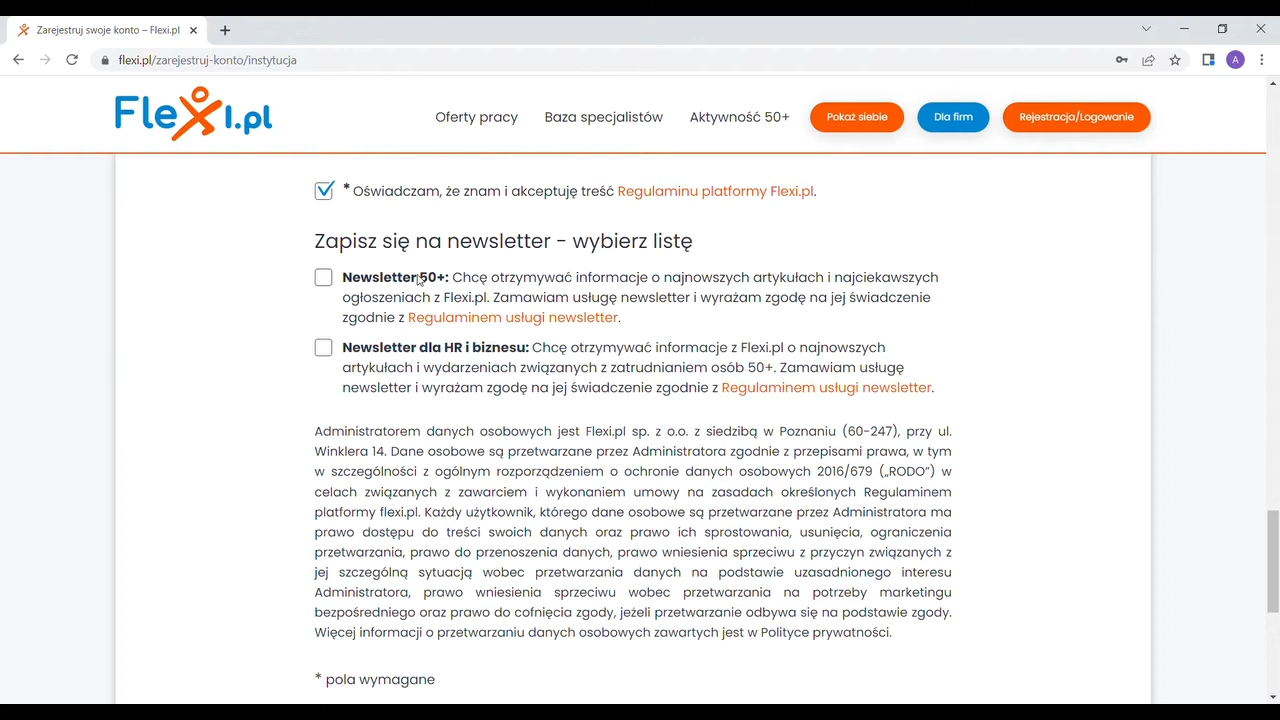 Zarejestruj swoje konto – Flexi.pl
flexi.pl/zarejestruj-konto/instytucja
A
Flexi.pl
Oferty pracy
Baza specjalistów
Aktywność 50+
Pokaż siebie
Dla firm
Rejestracja/Logowanie
* Oświadczam, że znam i akceptuję treść Regulaminu platformy Flexi.pl.
Zapisz się na newsletter - wybierz listę
Newsletter 50+: Chcę otrzymywać informacje o najnowszych artykułach i najciekawszych
ogłoszeniach z Flexi.pl. Zamawiam usługę newsletter i wyrażam zgodę na jej świadczenie
zgodnie z Regulaminem usługi newsletter.
Newsletter dla HR i biznesu: Chcę otrzymywać informacje z Flexi.pl o najnowszych
artykułach i wydarzeniach związanych z zatrudnianiem osób 50+. Zamawiam usługę
newsletter i wyrażam zgodę na jej świadczenie zgodnie z Regulaminem usługi newsletter.
Administratorem danych osobowych jest Flexi.pl sp. z o.o. z siedzibą w Poznaniu (60-247), przy ul.
Winklera 14. Dane osobowe są przetwarzane przez Administratora zgodnie z przepisami prawa, w tym
w szczególności z ogólnym rozporządzeniem o ochronie danych osobowych 2016/679 („RODO”) w
celach związanych z zawarciem i wykonaniem umowy na zasadach określonych Regulaminem
platformy flexi.pl. Każdy użytkownik, którego dane osobowe są przetwarzane przez Administratora ma
prawo dostępu do treści swoich danych oraz prawo ich sprostowania, usunięcia, ograniczenia
przetwarzania, prawo do przenoszenia danych, prawo wniesienia sprzeciwu z przyczyn związanych z
jej szczególną sytuacją wobec przetwarzania danych na podstawie uzasadnionego interesu
Administratora, prawo wniesienia sprzeciwu wobec przetwarzania na potrzeby marketingu
bezpośredniego oraz prawo do cofnięcia zgody, jeżeli przetwarzanie odbywa się na podstawie zgody.
Więcej informacji o przetwarzaniu danych osobowych zawartych jest w Polityce prywatności.
* pola wymagane